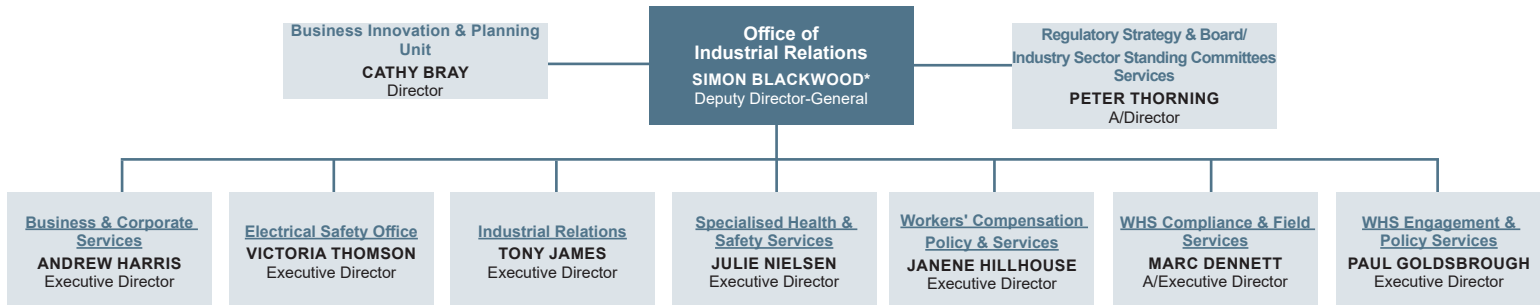 Business Innovation & Planning
Unit
CATHY BRAY
Director
Office of
Industrial Relations
SIMON BLACKWOOD*
Deputy Director-General
Regulatory Strategy & Board/
Industry Sector Standing Committees
Services
PETER THORNING
A/Director
Business & Corporate
Services
ANDREW HARRIS
Executive Director
Electrical Safety Office
VICTORIA THOMSON
Executive Director
Industrial Relations
TONY JAMES
Executive Director
Specialised Health &
Safety Services
JULIE NIELSEN
Executive Director
Workers' Compensation
Policy & Services
JANENE HILLHOUSE
Executive Director
WHS Compliance & Field
Services
MARC DENNETT
A/Executive Director
WHS Engagement &
Policy Services
PAUL GOLDSBROUGH
Executive Director